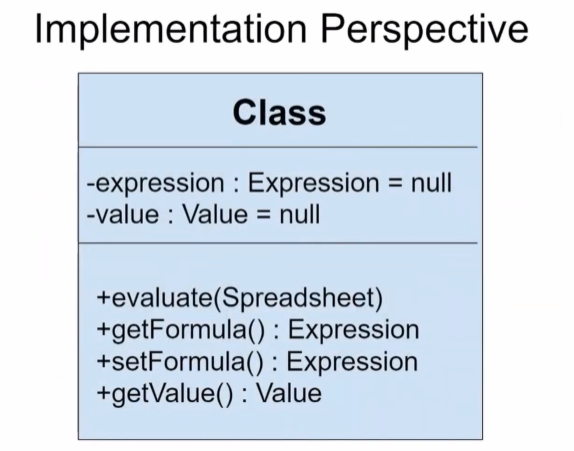 Implementation Perspective
Class
-expression : Expression = null
-value : Value = null
+evaluate(Spreadsheet)
+getFormula() : Expression
+setFormula() : Expression
+getValue() : Value